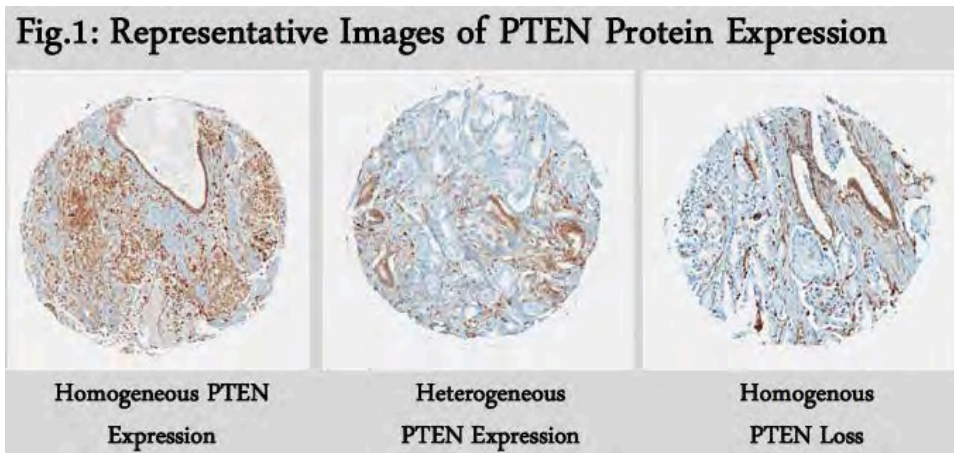 Fig.1: Representative Images of PTEN Protein Expression
Homogeneous PTEN
Expression
Heterogeneous
PTEN Expression
Homogenous
PTEN Loss